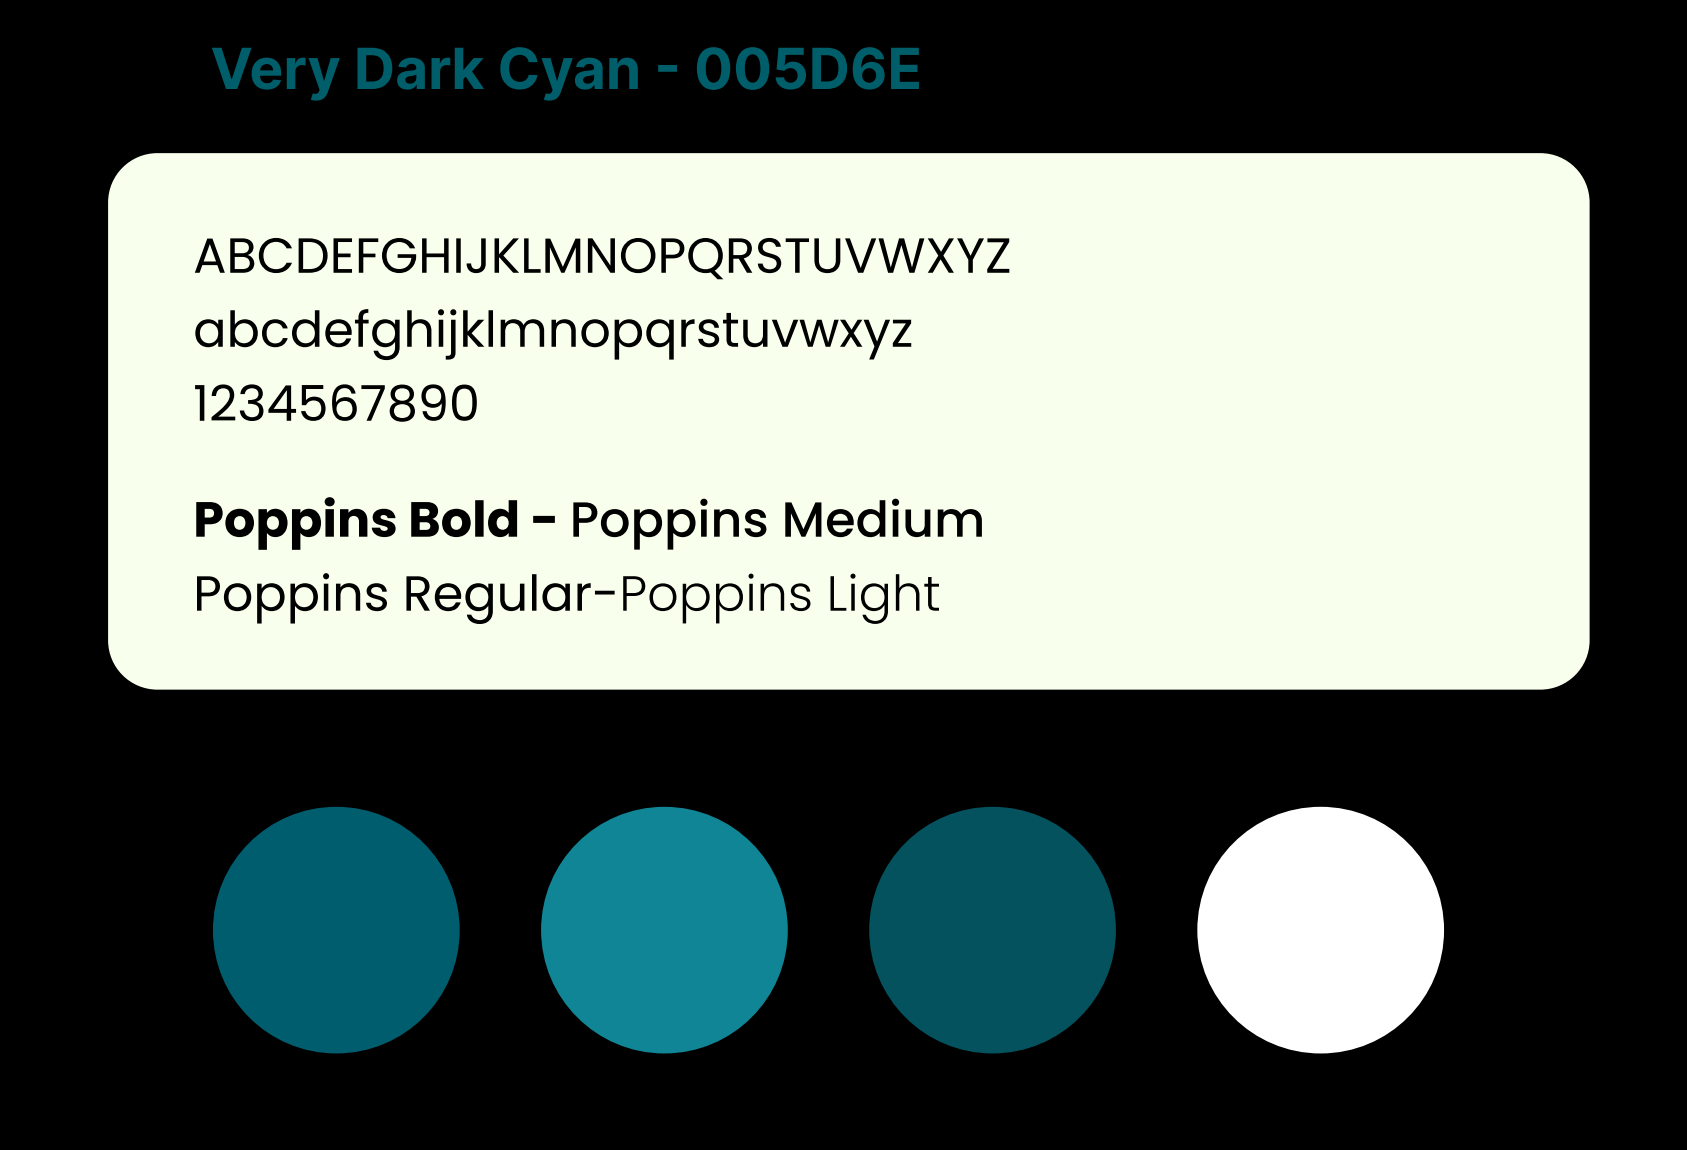 Very Dark Cyan - 005D6E
ABCDEFGHIJKLMNOPQRSTUVWXYZ
abcdefghijklmnopqrstuvwxyz
1234567890
Poppins Bold - Poppins Medium
Poppins Regular-Poppins Light